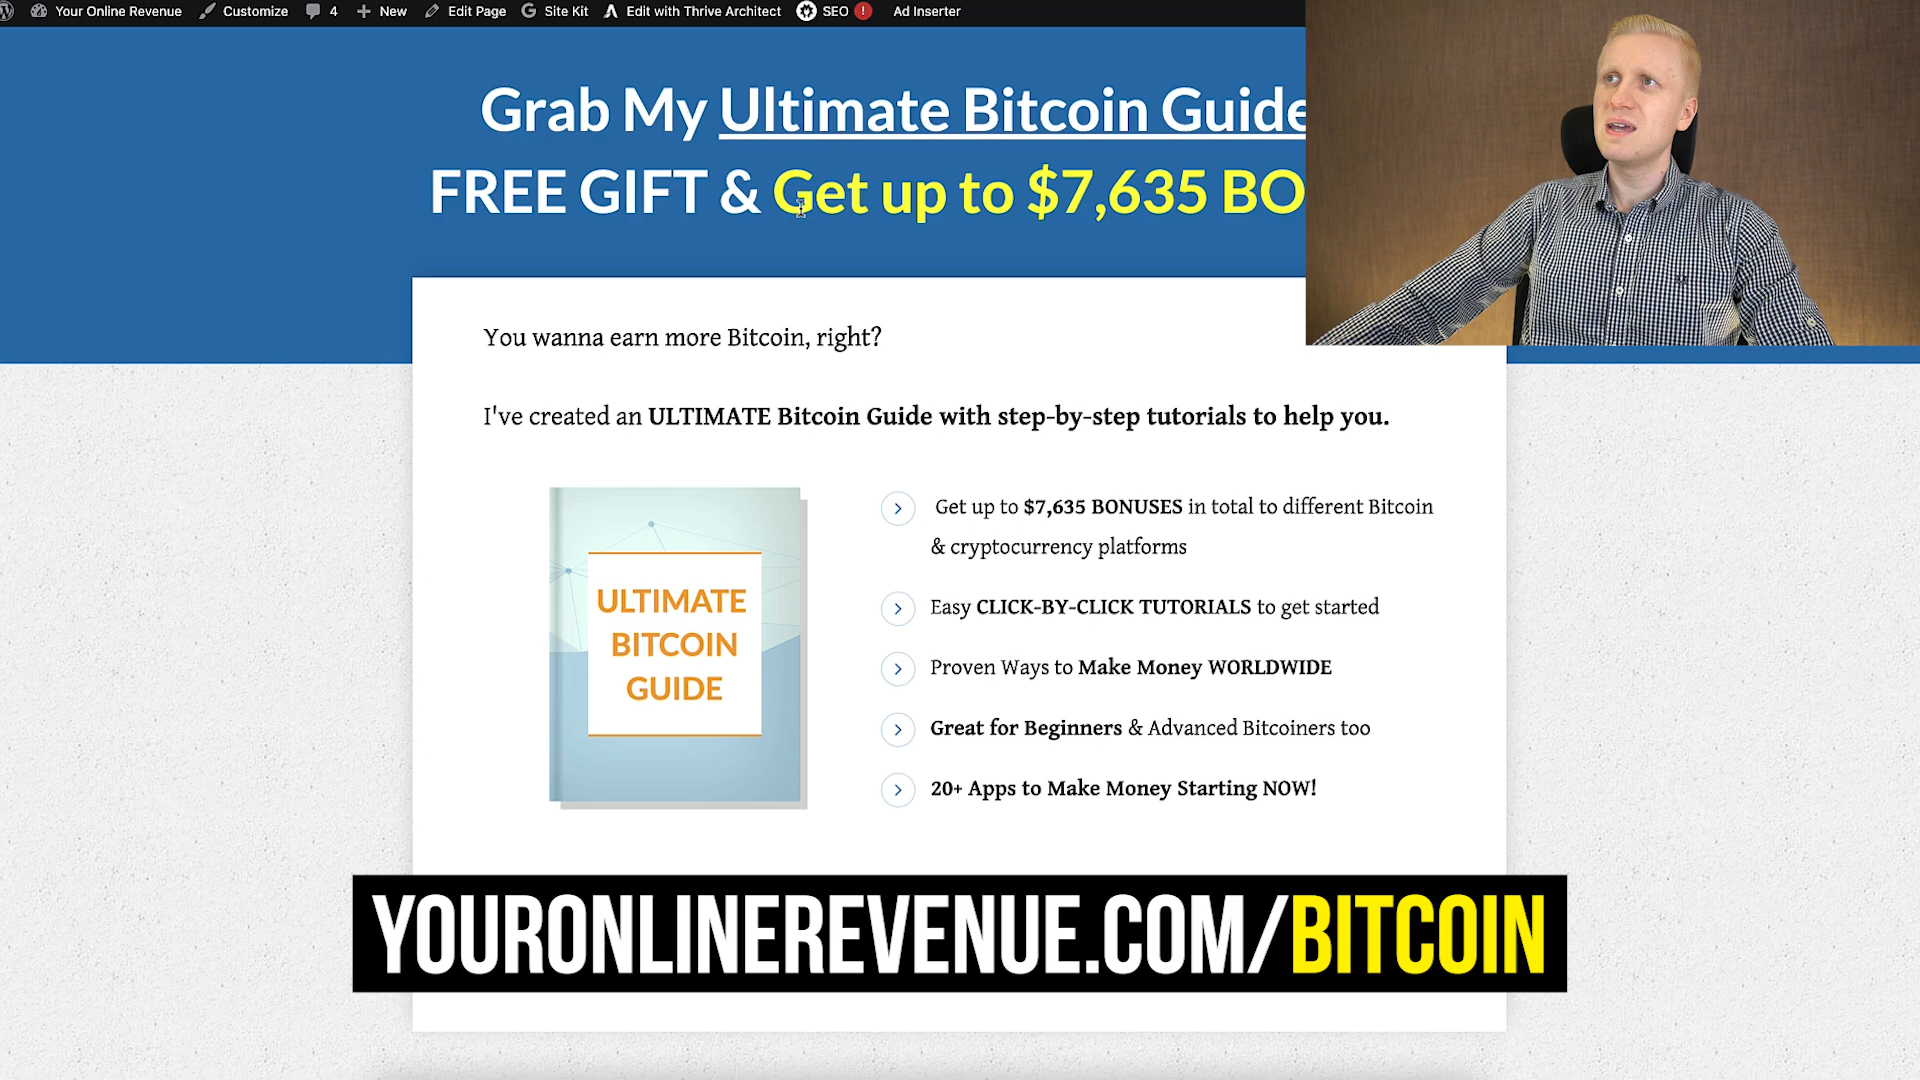 Your Online Revenue Customize 4 New Edit Page Site Kit Edit with Thrive Architect SEO ! Ad Inserter
Grab My Ultimate Bitcoin Guide
FREE GIFT & Get up to $7,635 BO
You wanna earn more Bitcoin, right?
I've created an ULTIMATE Bitcoin Guide with step-by-step tutorials to help you.
ULTIMATE
BITCOIN
GUIDE
Get up to $7,635 BONUSES in total to different Bitcoin
& cryptocurrency platforms
Easy CLICK-BY-CLICK TUTORIALS to get started
Proven Ways to Make Money WORLDWIDE
Great for Beginners & Advanced Bitcoiners too
20+ Apps to Make Money Starting NOW!
YOURONLINEREVENUE.COM/BITCOIN